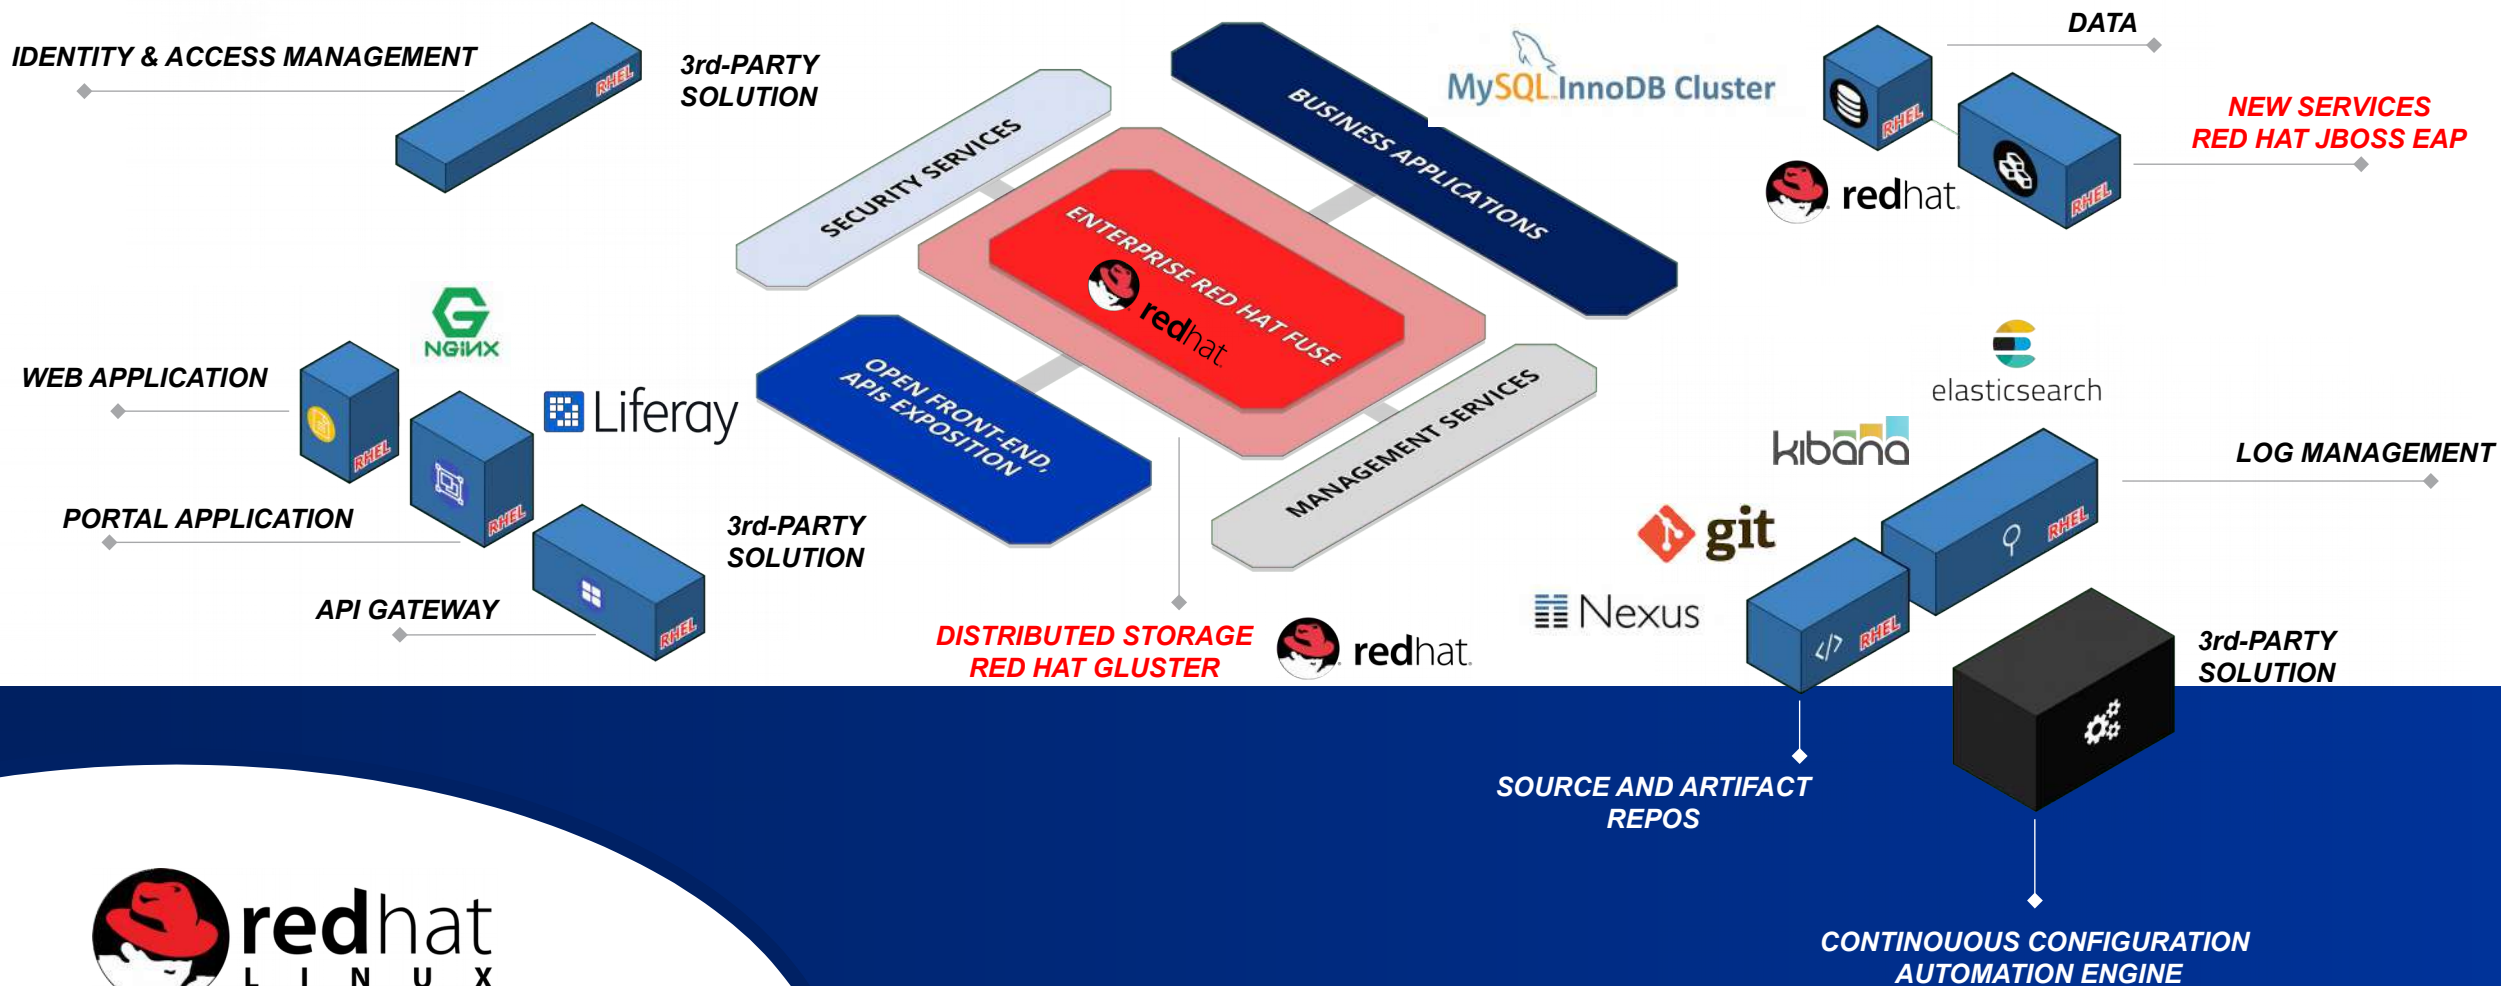 IDENTITY & ACCESS MANAGEMENT
RHEL
3rd-PARTY
SOLUTION
SECURITY SERVICES
BUSINESS APPLICATIONS
MySQL InnoDB Cluster
DATA
RHEL
NEW SERVICES
RED HAT JBOSS EAP
RHEL
redhat.
ENTERPRISE RED HAT FUSE
redhat.
NGiNX
WEB APPLICATION
RHEL
Liferay
PORTAL APPLICATION
RHEL
3rd-PARTY
SOLUTION
API GATEWAY
RHEL
OPEN FRONT-END,
APIS EXPOSITION
MANAGEMENT SERVICES
DISTRIBUTED STORAGE
RED HAT GLUSTER
redhat.
elasticsearch
kibana
LOG MANAGEMENT
RHEL
git
Nexus
</> RHEL
3rd-PARTY
SOLUTION
SOURCE AND ARTIFACT
REPOS
CONTINOUOUS CONFIGURATION
AUTOMATION ENGINE
redhat
LINUX